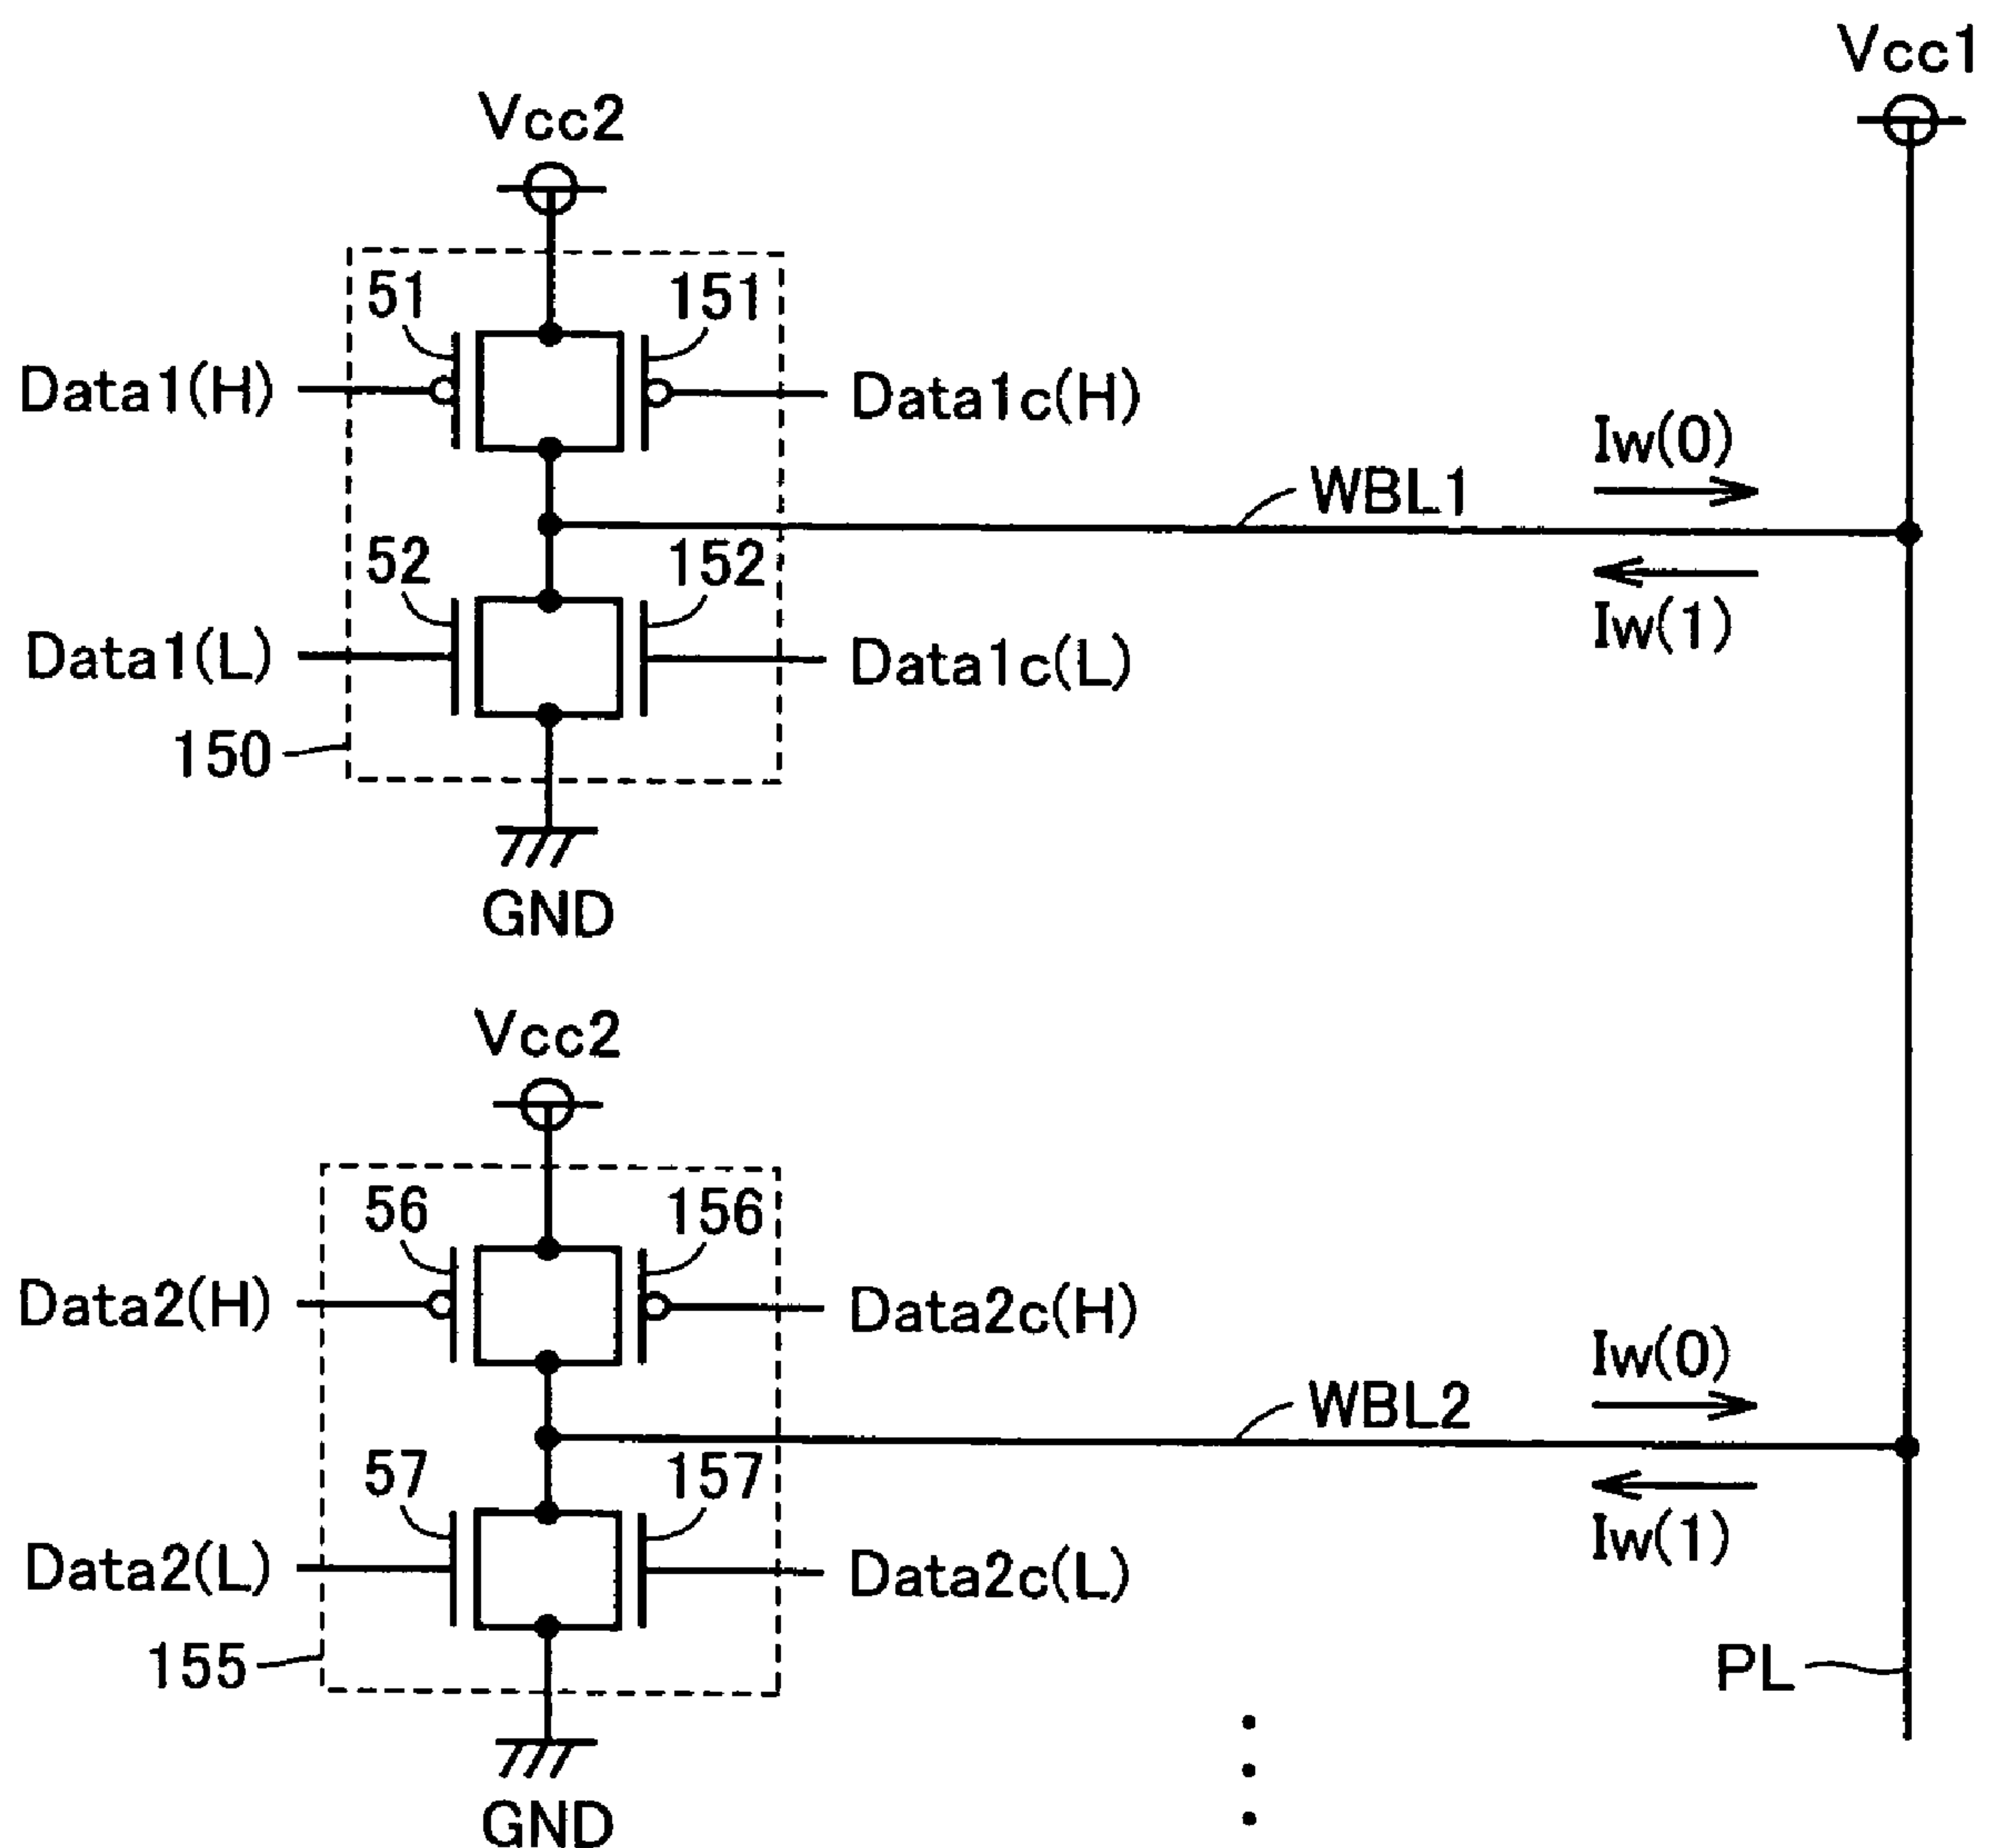 Vcc1
Vcc2
51
151
Data1(H)
Data1c(H)
Iw(0)
WBL1
52
152
Iw(1)
Data1(L)
Data1c(L)
150
GND
Vcc2
56
156
Data2(H)
Data2c(H)
Iw(0)
WBL2
57
157
Iw(1)
Data2(L)
Data2c(L)
155
PL
GND